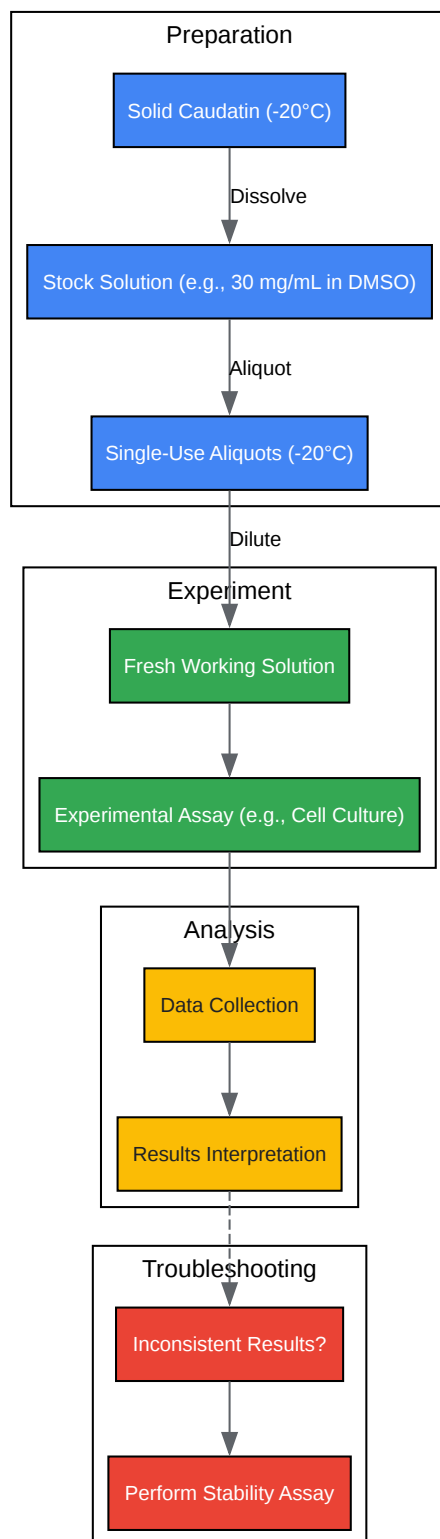 Preparation
Solid Caudatin (-20°C)
Dissolve
Stock Solution (e.g., 30 mg/mL in DMSO)
Aliquot
Single-Use Aliquots (-20°C)
Dilute
Experiment
Fresh Working Solution
Experimental Assay (e.g., Cell Culture)
Analysis
Data Collection
Results Interpretation
Troubleshooting
Inconsistent Results?
Perform Stability Assay